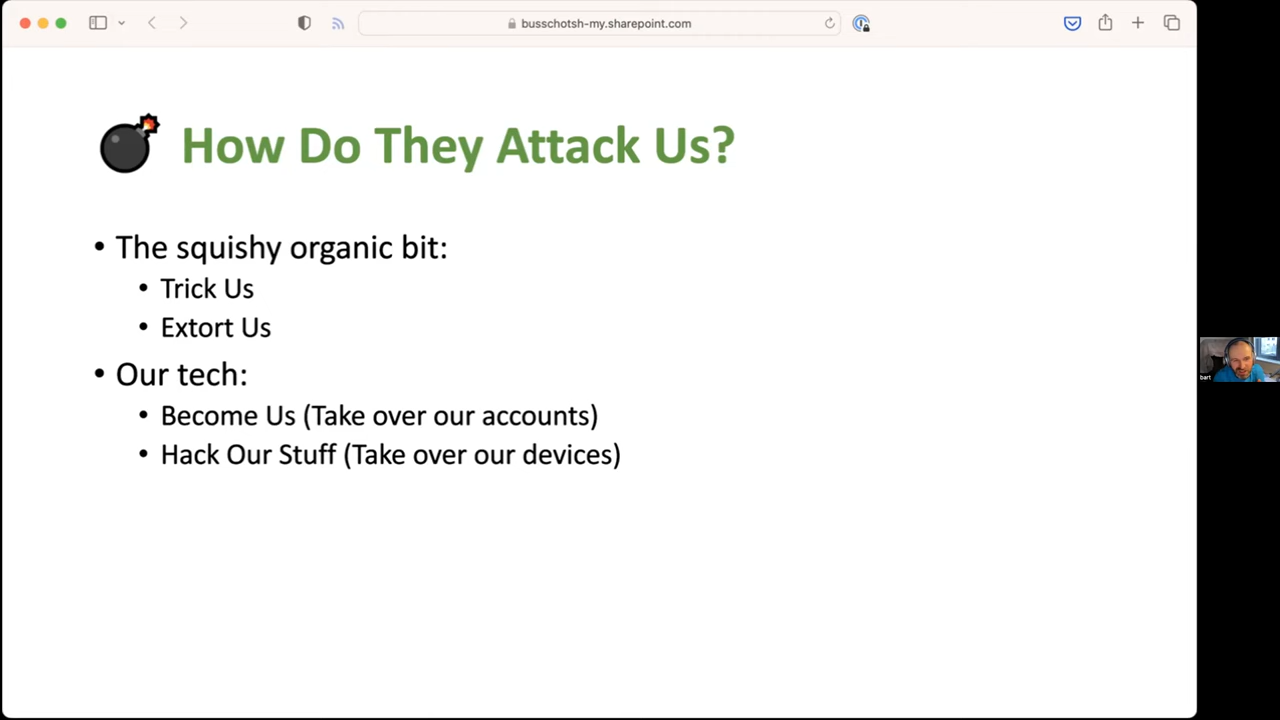 busschotsh-my.sharepoint.com
How Do They Attack Us?
• The squishy organic bit:
• Trick Us
• Extort Us
• Our tech:
• Become Us (Take over our accounts)
• Hack Our Stuff (Take over our devices)
bart